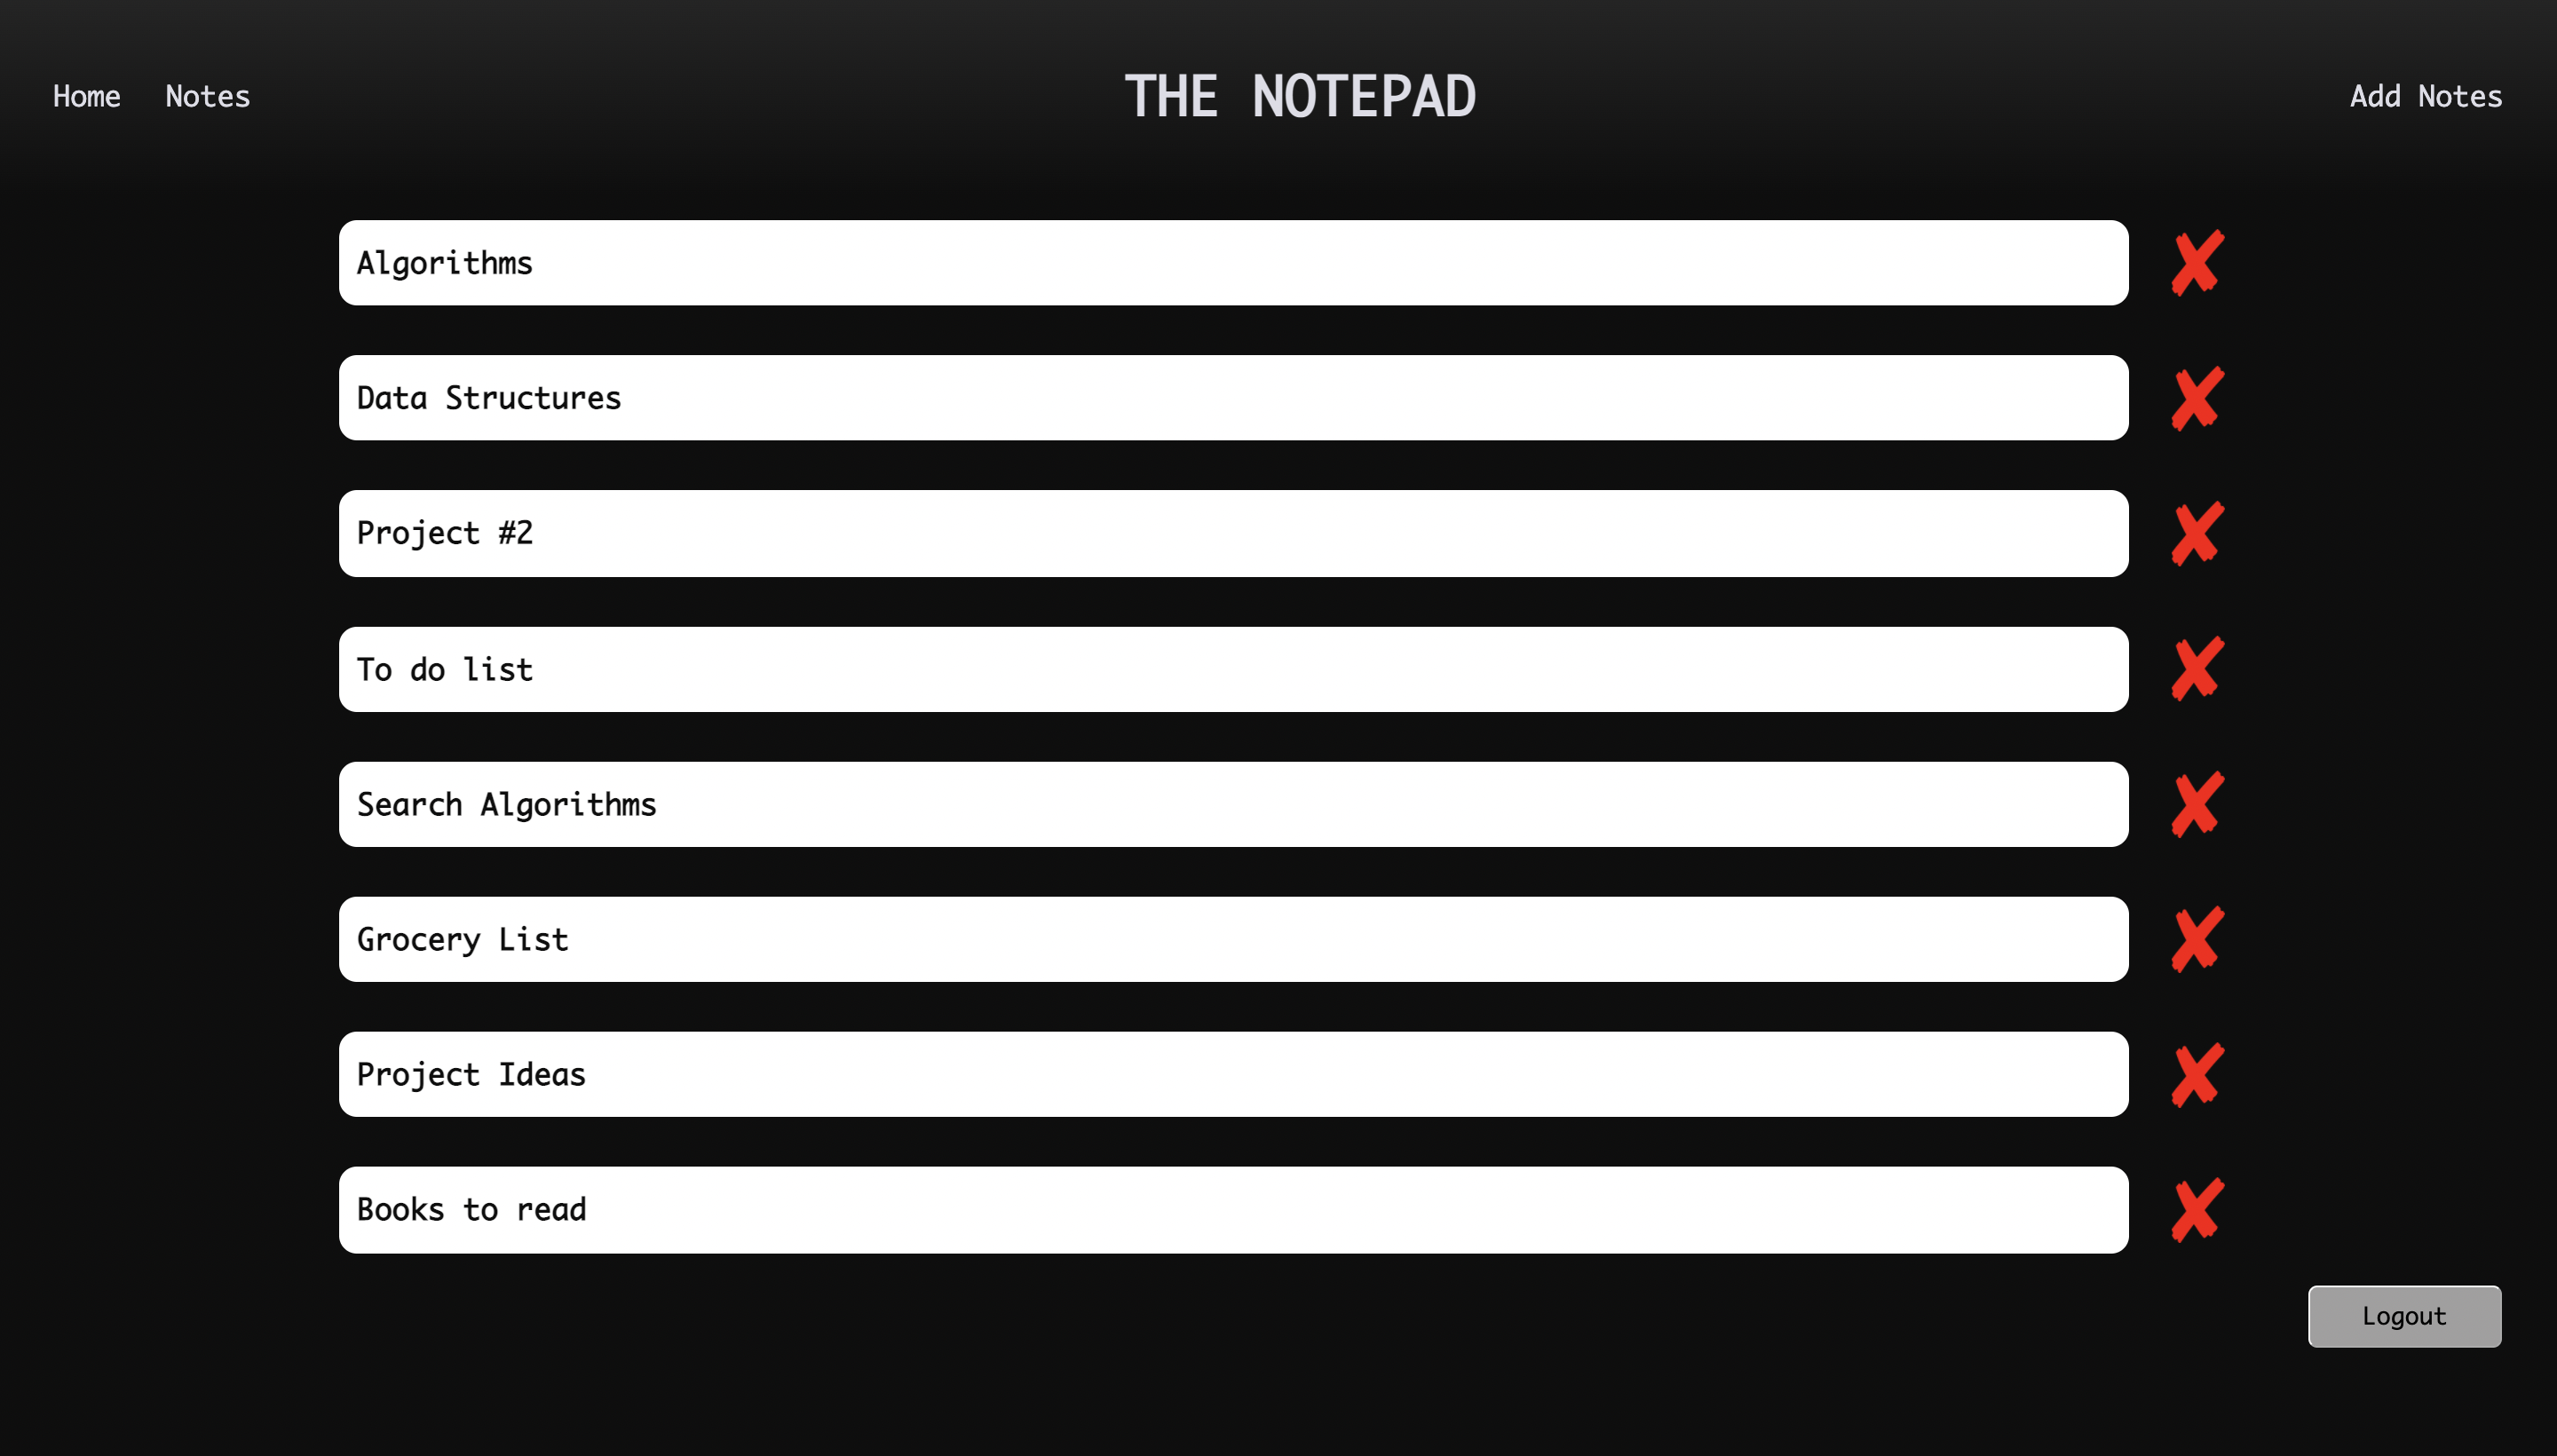 Home Notes THE NOTEPAD Add Notes
Algorithms
Data Structures
Project #2
To do list
Search Algorithms
Grocery List
Project Ideas
Books to read
Logout